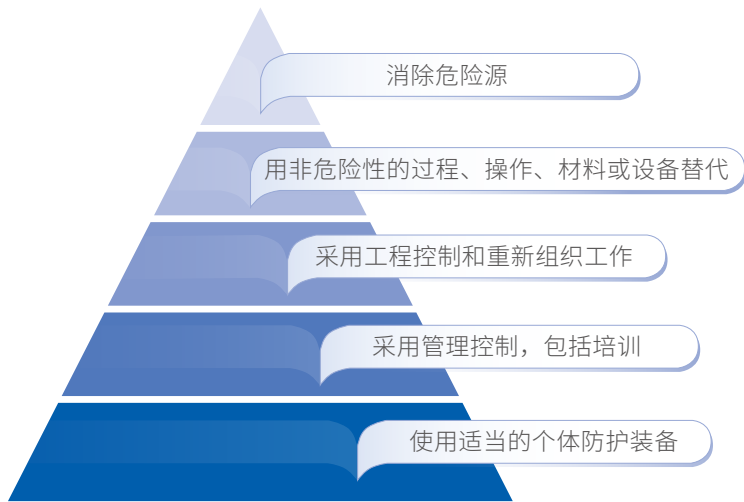 消除危险源
用非危险性的过程、操作、材料或设备替代
采用工程控制和重新组织工作
采用管理控制，包括培训
使用适当的个体防护装备